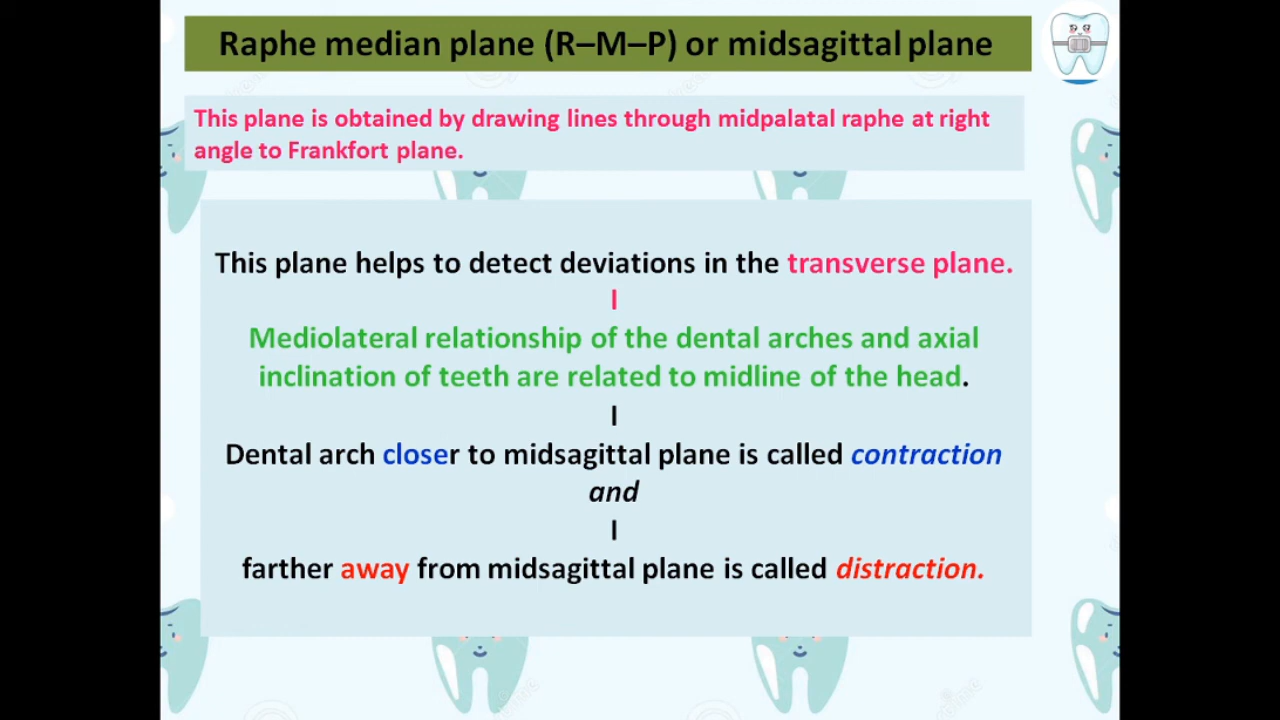 Raphe median plane (R–M–P) or midsagittal plane
This plane is obtained by drawing lines through midpalatal raphe at right
angle to Frankfort plane.
This plane helps to detect deviations in the transverse plane.
I
Mediolateral relationship of the dental arches and axial
inclination of teeth are related to midline of the head.
I
Dental arch closer to midsagittal plane is called contraction
and
I
farther away from midsagittal plane is called distraction.